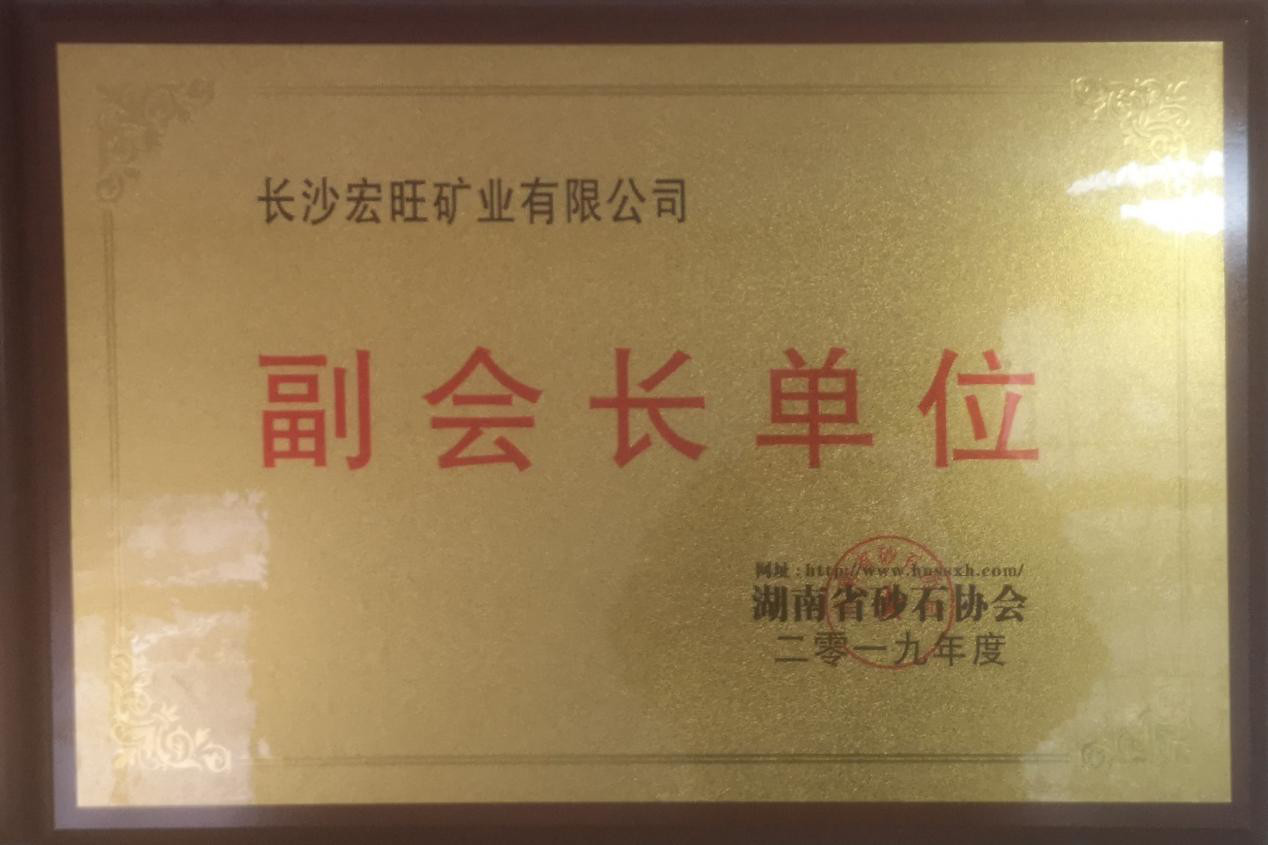 长沙宏旺矿业有限公司
副会长单位
网址:http://www.hnssxh.com/
湖南省砂石协会
二零一九年度